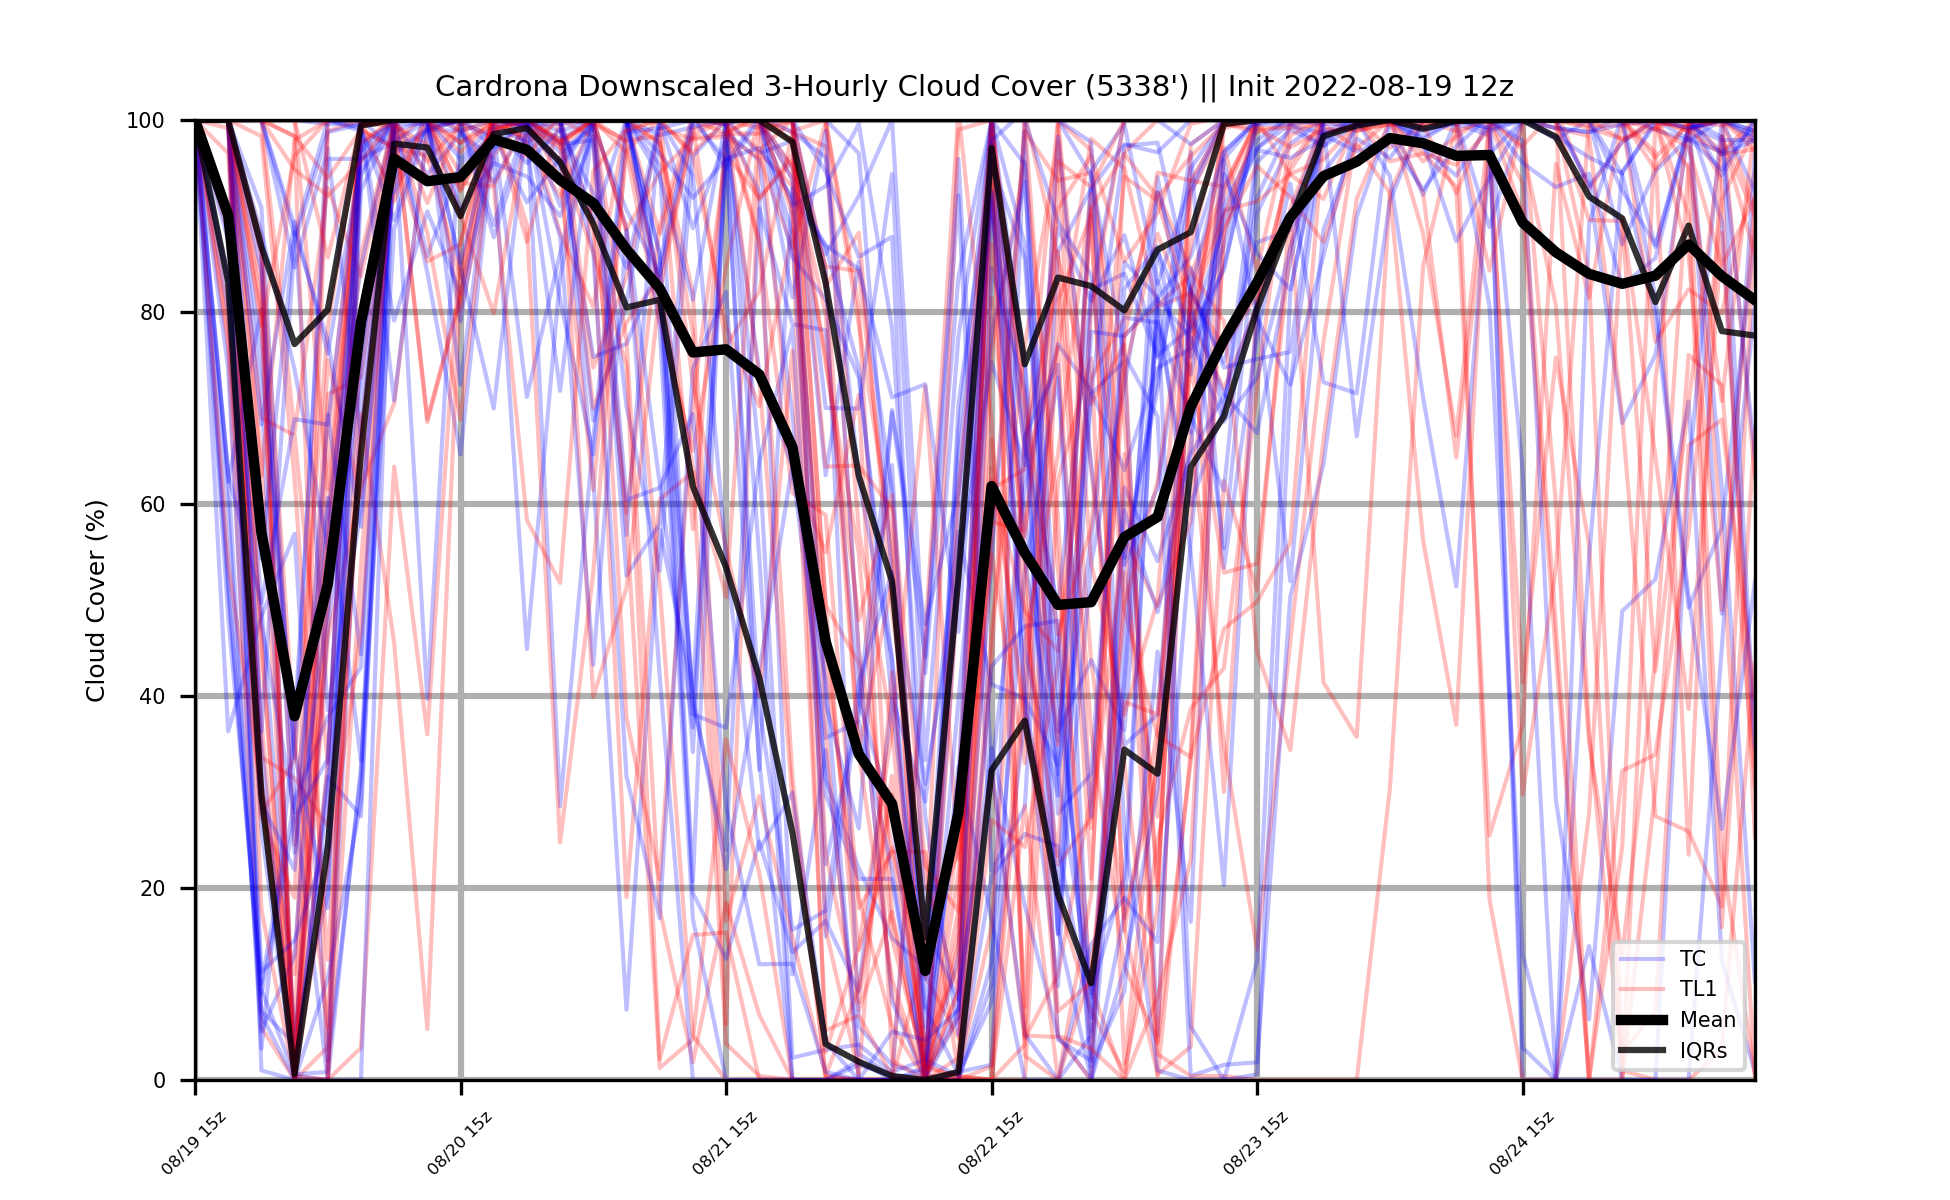 Cardrona Downscaled 3-Hourly Cloud Cover (5338') || Init 2022-08-19 12z
Cloud Cover (%)
100
80
60
40
20
0
TC
TL1
Mean
IQRs
08/19 15z
08/20 15z
08/21 15z
08/22 15z
08/23 15z
08/24 15z